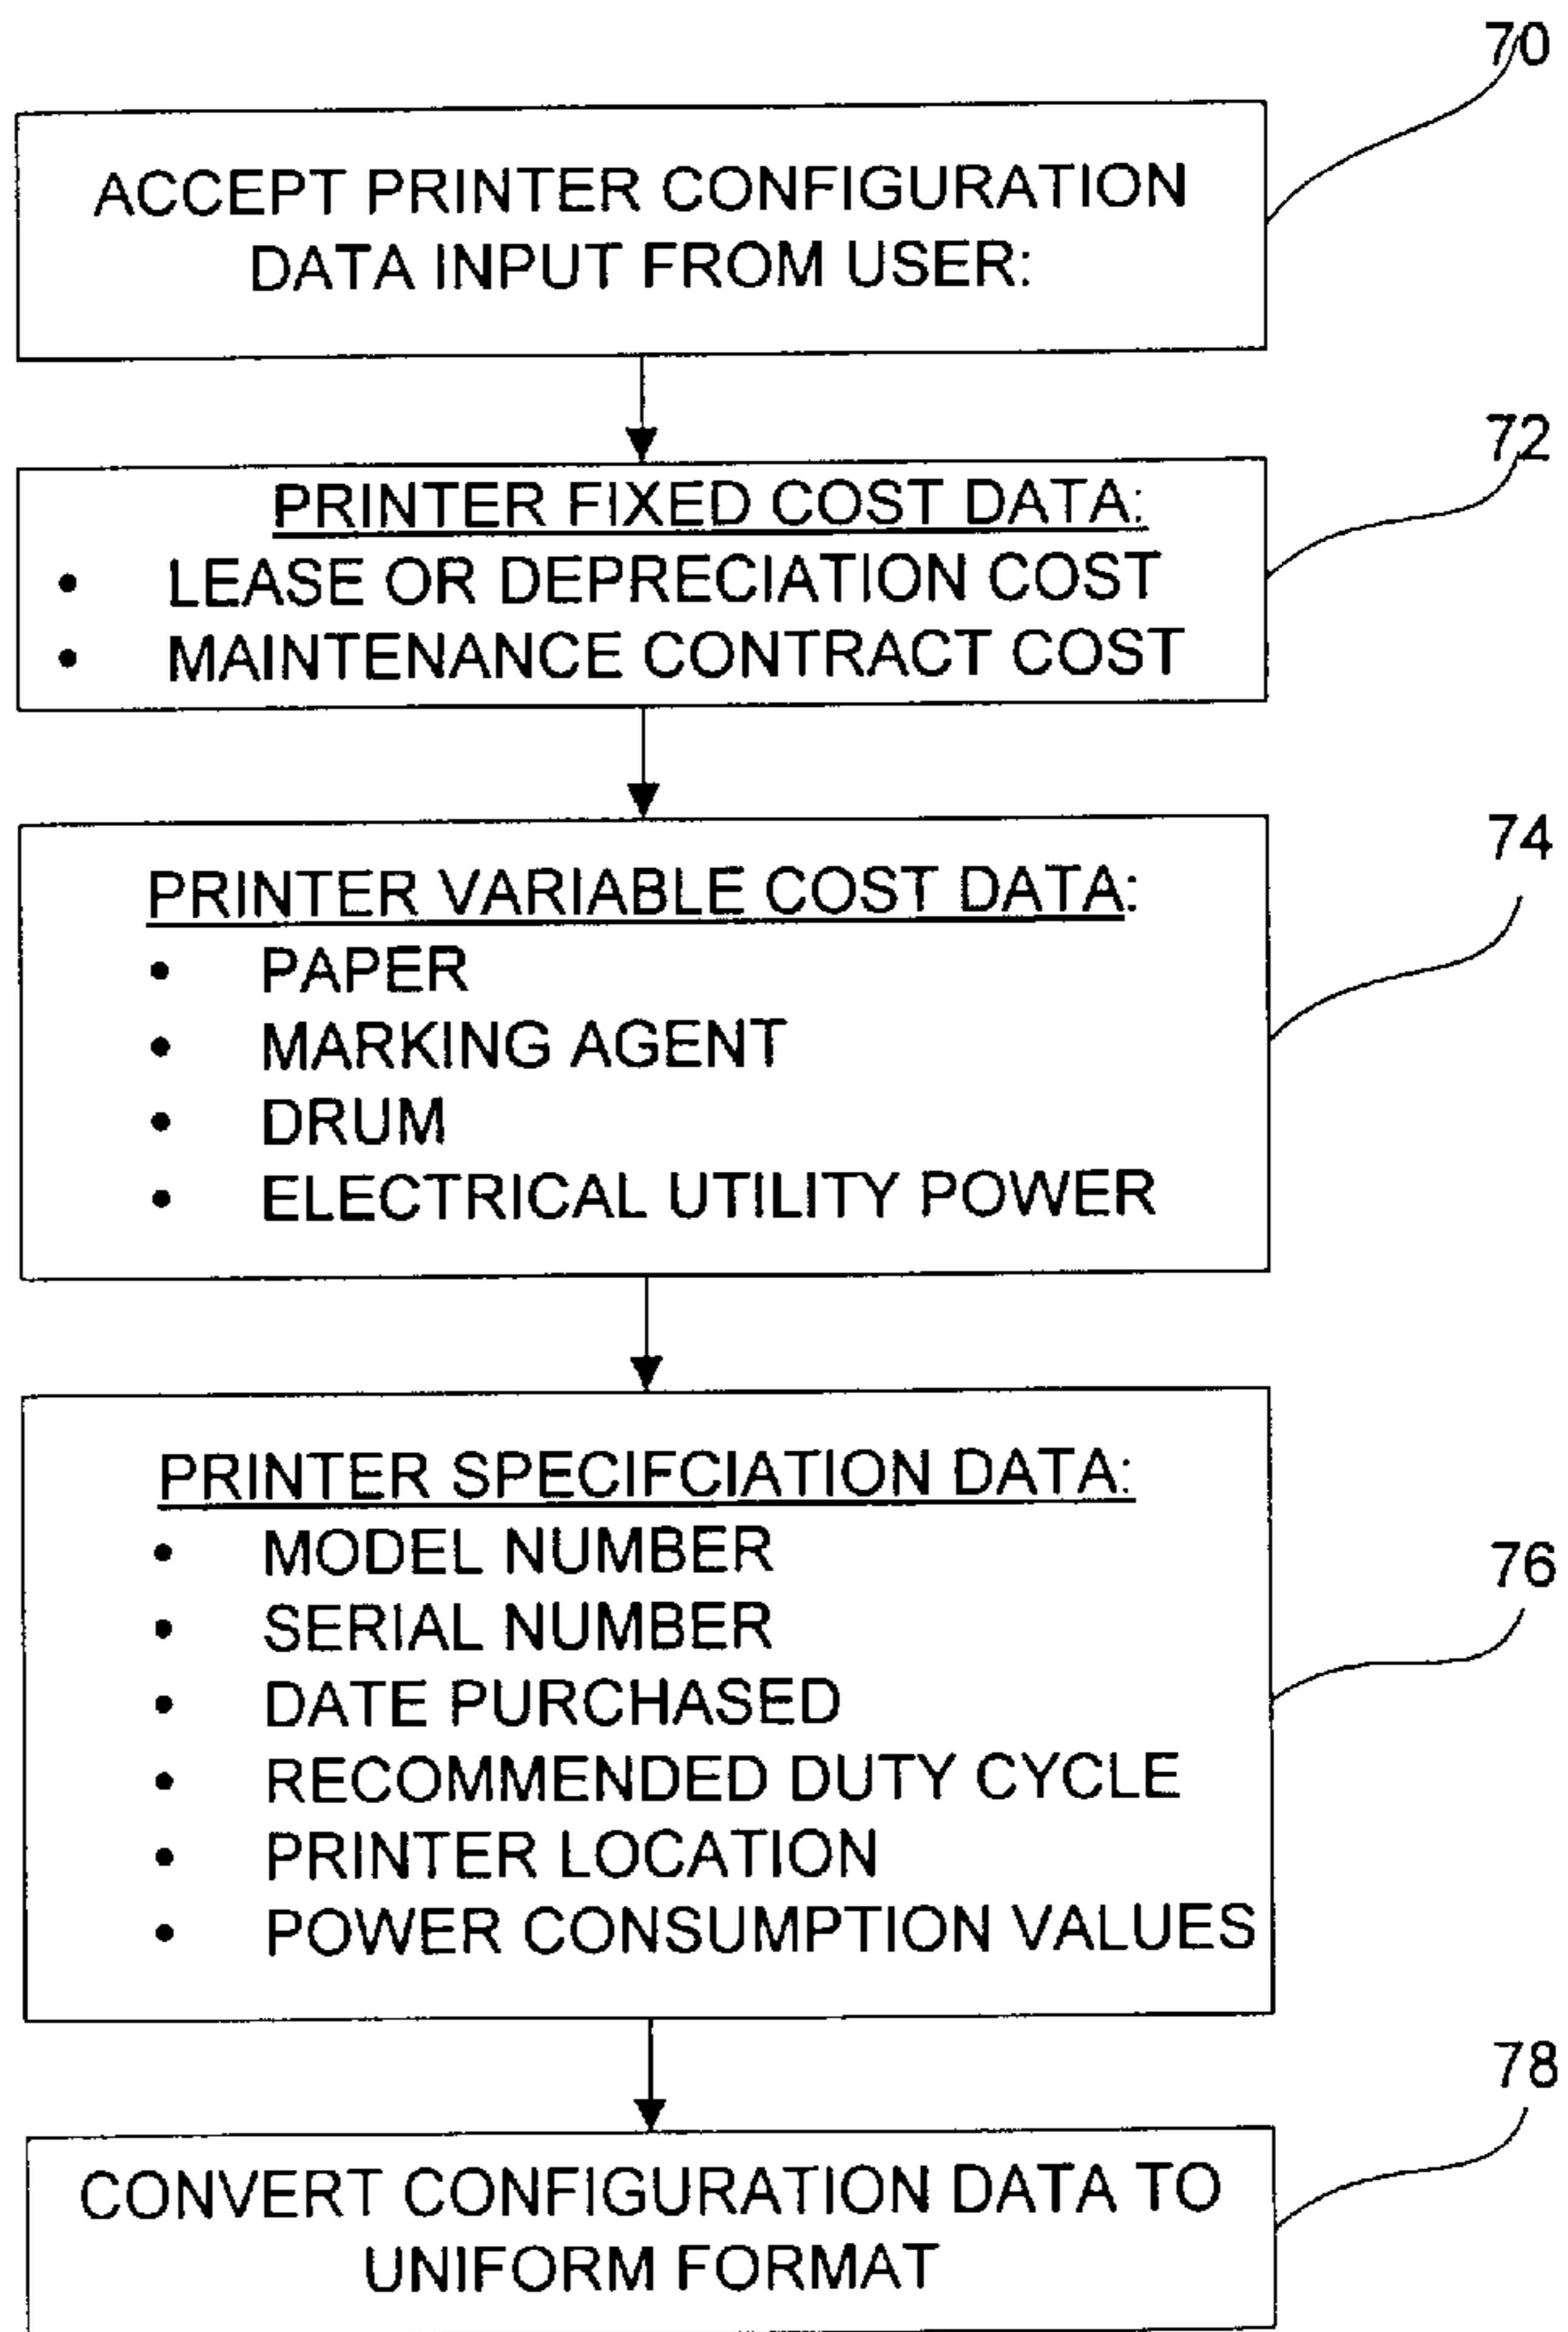 70
ACCEPT PRINTER CONFIGURATION
DATA INPUT FROM USER:
72
PRINTER FIXED COST DATA:
• LEASE OR DEPRECIATION COST
• MAINTENANCE CONTRACT COST
74
PRINTER VARIABLE COST DATA:
• PAPER
• MARKING AGENT
• DRUM
• ELECTRICAL UTILITY POWER
PRINTER SPECIFCIATION DATA:
• MODEL NUMBER
76
• SERIAL NUMBER
• DATE PURCHASED
• RECOMMENDED DUTY CYCLE
• PRINTER LOCATION
• POWER CONSUMPTION VALUES
78
CONVERT CONFIGURATION DATA TO
UNIFORM FORMAT